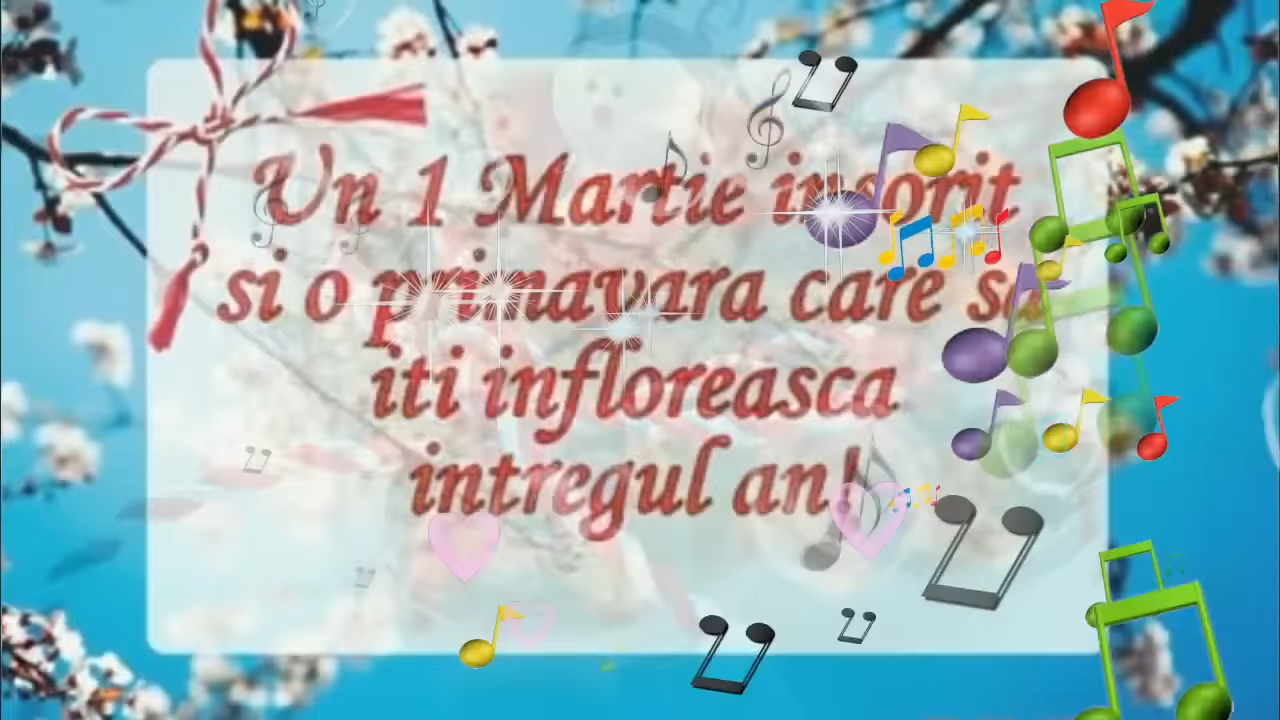 Un 1 Martie insorit
si o primavara care sa
iti infloreasca
intregul an!